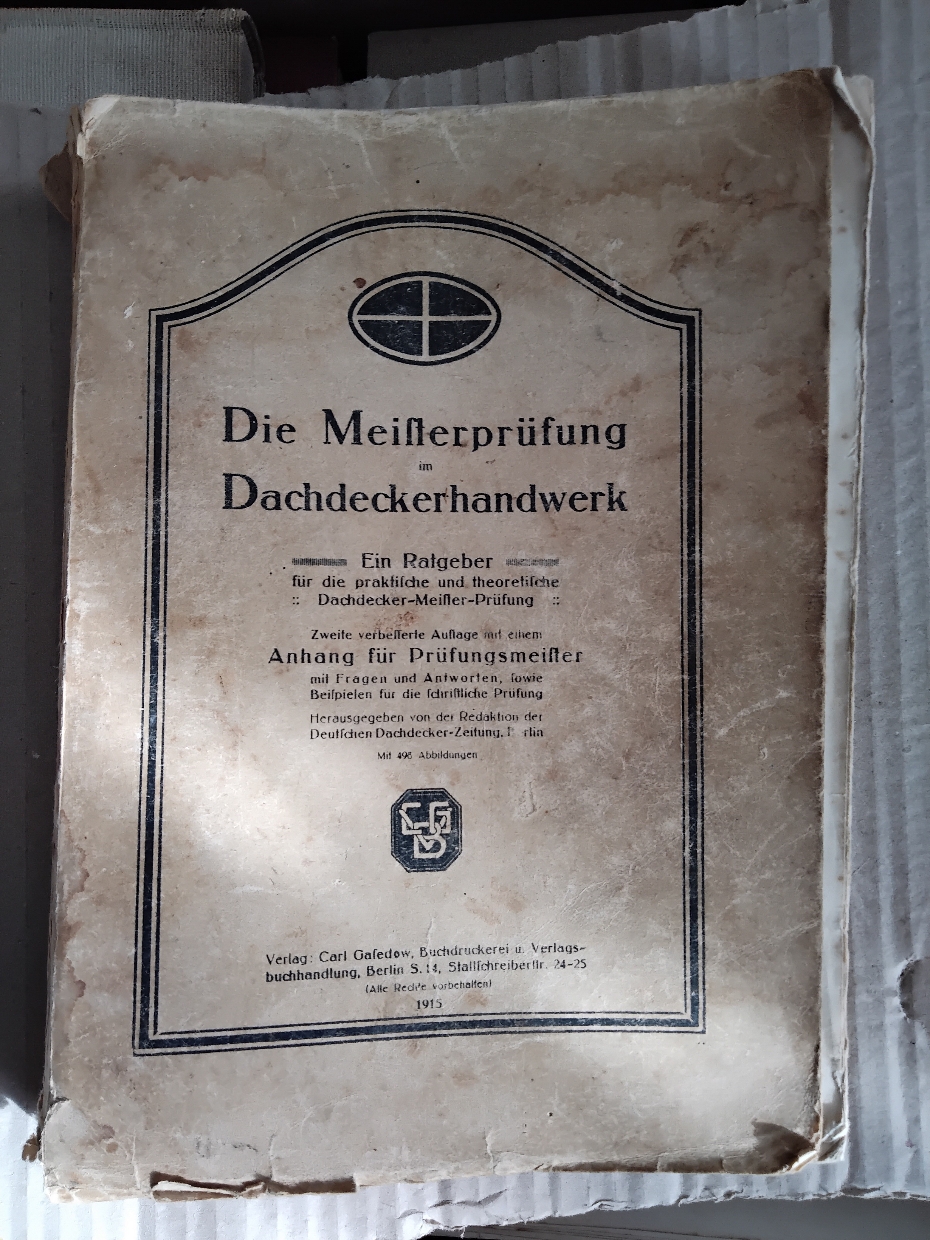 Die Meiſterprüfung
im
Dachdeckerhandwerk
Ein Ratgeber
für die praktiſche und theoretiſche
:: Dachdecker-Meiſter-Prüfung ::
Zweite verbeſſerte Auflage mit einem
Anhang für Prüfungsmeiſter
mit Fragen und Antworten, ſowie
Beiſpielen für die ſchriftliche Prüfung
Herausgegeben von der Redaktion der
Deutſchen Dachdecker-Zeitung,
Mit 498 Abbildungen
Verlag: Carl Gaſedow, Buchdruckerei u. Verlags-
buchhandlung, Berlin S. 14, Stallſchreiberſtr. 24-25
(Alle Rechte vorbehalten)
1915